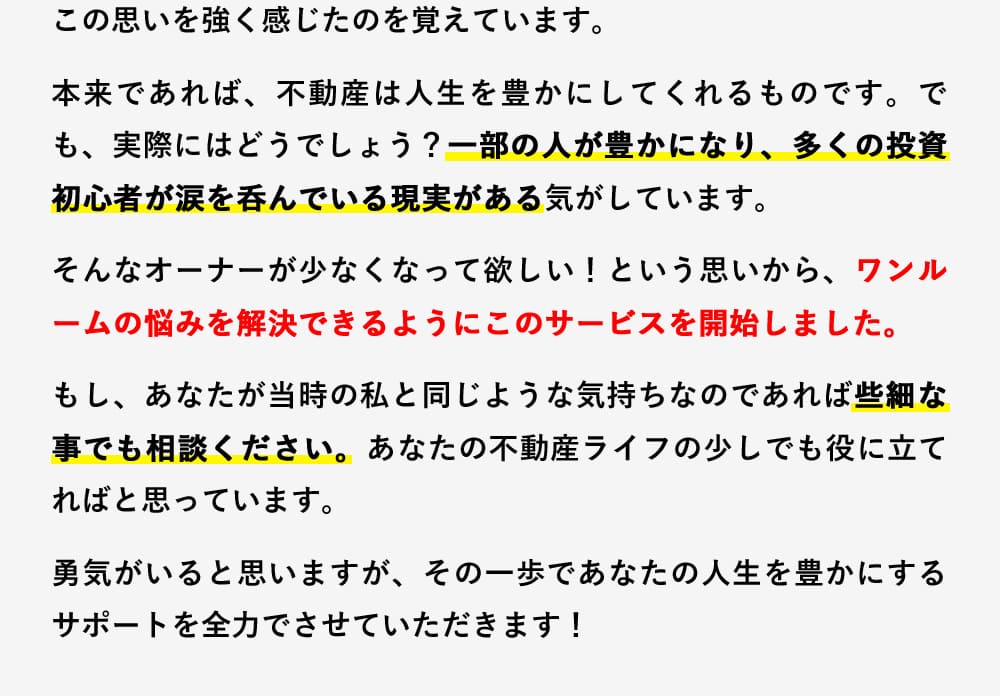 この思いを強く感じたのを覚えています。
本来であれば、不動産は人生を豊かにしてくれるものです。で
も、実際にはどうでしょう？一部の人が豊かになり、多くの投資
初心者が涙を呑んでいる現実がある気がしています。
そんなオーナーが少なくなって欲しい！という思いから、ワンル
ームの悩みを解決できるようにこのサービスを開始しました。
もし、あなたが当時の私と同じような気持ちなのであれば些細な
事でも相談ください。あなたの不動産ライフの少しでも役に立て
ればと思っています。
勇気がいると思いますが、その一歩であなたの人生を豊かにする
サポートを全力でさせていただきます！